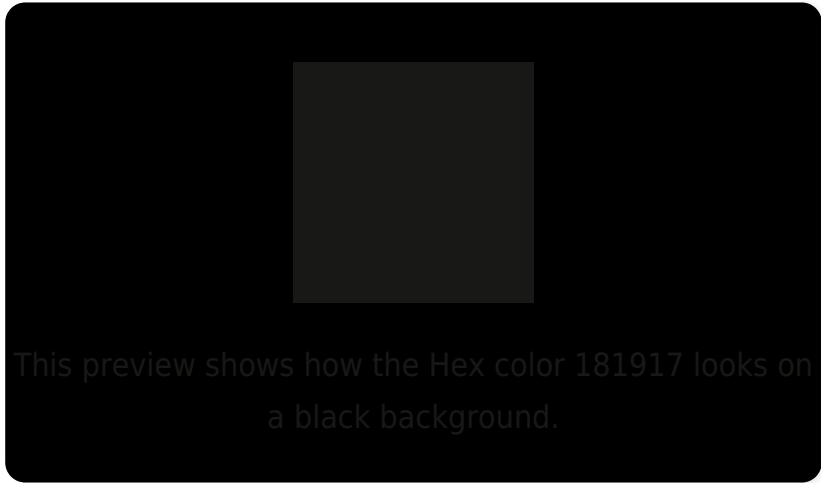 This preview shows how the Hex color 181917 looks on
a black background.